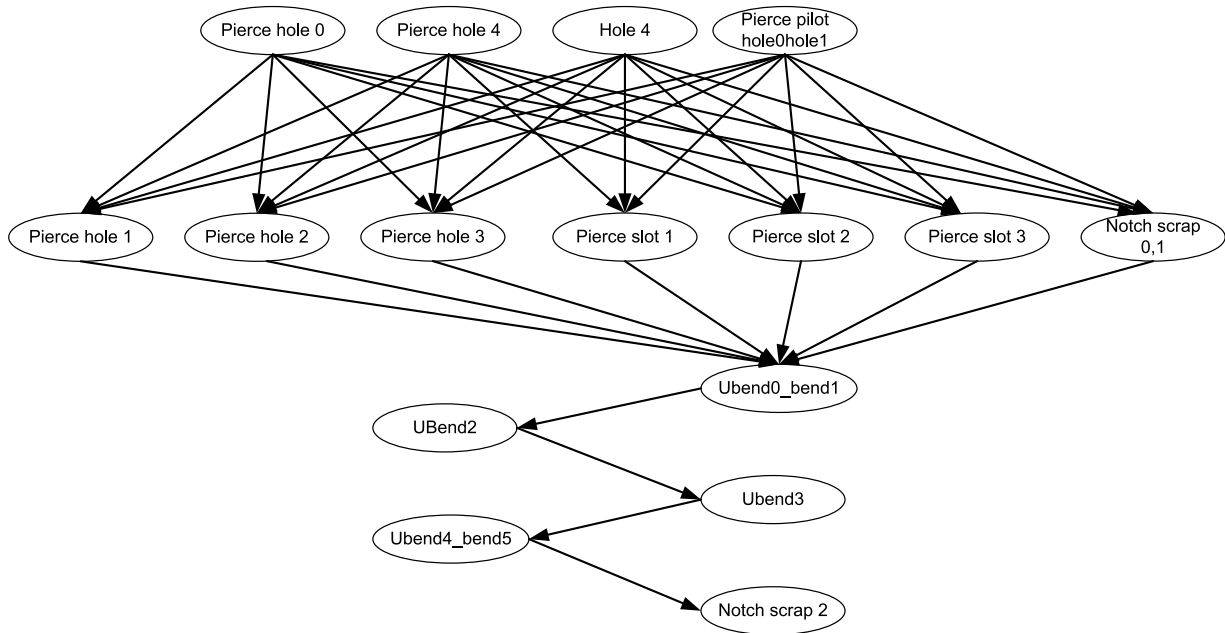 Pierce hole 0
Pierce hole 4
Hole 4
Pierce pilot
hole0hole1
Pierce hole 1
Pierce hole 2
Pierce hole 3
Pierce slot 1
Pierce slot 2
Pierce slot 3
Notch scrap
0,1
Ubend0_bend1
UBend2
Ubend3
Ubend4_bend5
Notch scrap 2